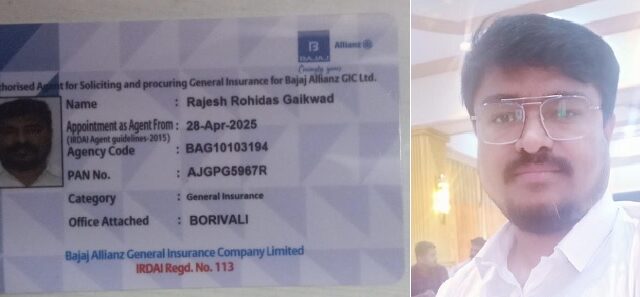 B
BAJAJ
Allianz
Caringly yours
thorised Agent for Soliciting and procuring General Insurance for Bajaj Allianz GIC Ltd.
Name : Rajesh Rohidas Gaikwad
Appointment as Agent From : 28-Apr-2025
(IRDAI Agent guidelines-2015)
Agency Code : BAG10103194
PAN No. : AJGPG5967R
Category : General Insurance
Office Attached : BORIVALI
Bajaj Allianz General Insurance Company Limited
IRDAI Regd. No. 113